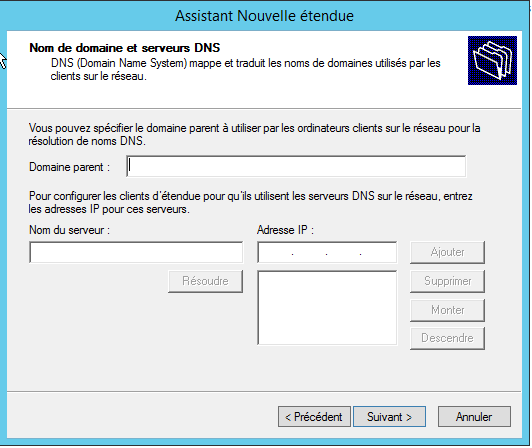 Assistant Nouvelle étendue
Nom de domaine et serveurs DNS
DNS (Domain Name System) mappe et traduit les noms de domaines utilisés par les
clients sur le réseau.
Vous pouvez spécifier le domaine parent à utiliser par les ordinateurs clients sur le réseau pour la
résolution de noms DNS.
Domaine parent :
Pour configurer les clients d'étendue pour qu'ils utilisent les serveurs DNS sur le réseau, entrez
les adresses IP pour ces serveurs.
Nom du serveur :
Adresse IP :
. . .
Ajouter
Résoudre
Supprimer
Monter
Descendre
< Précédent
Suivant >
Annuler